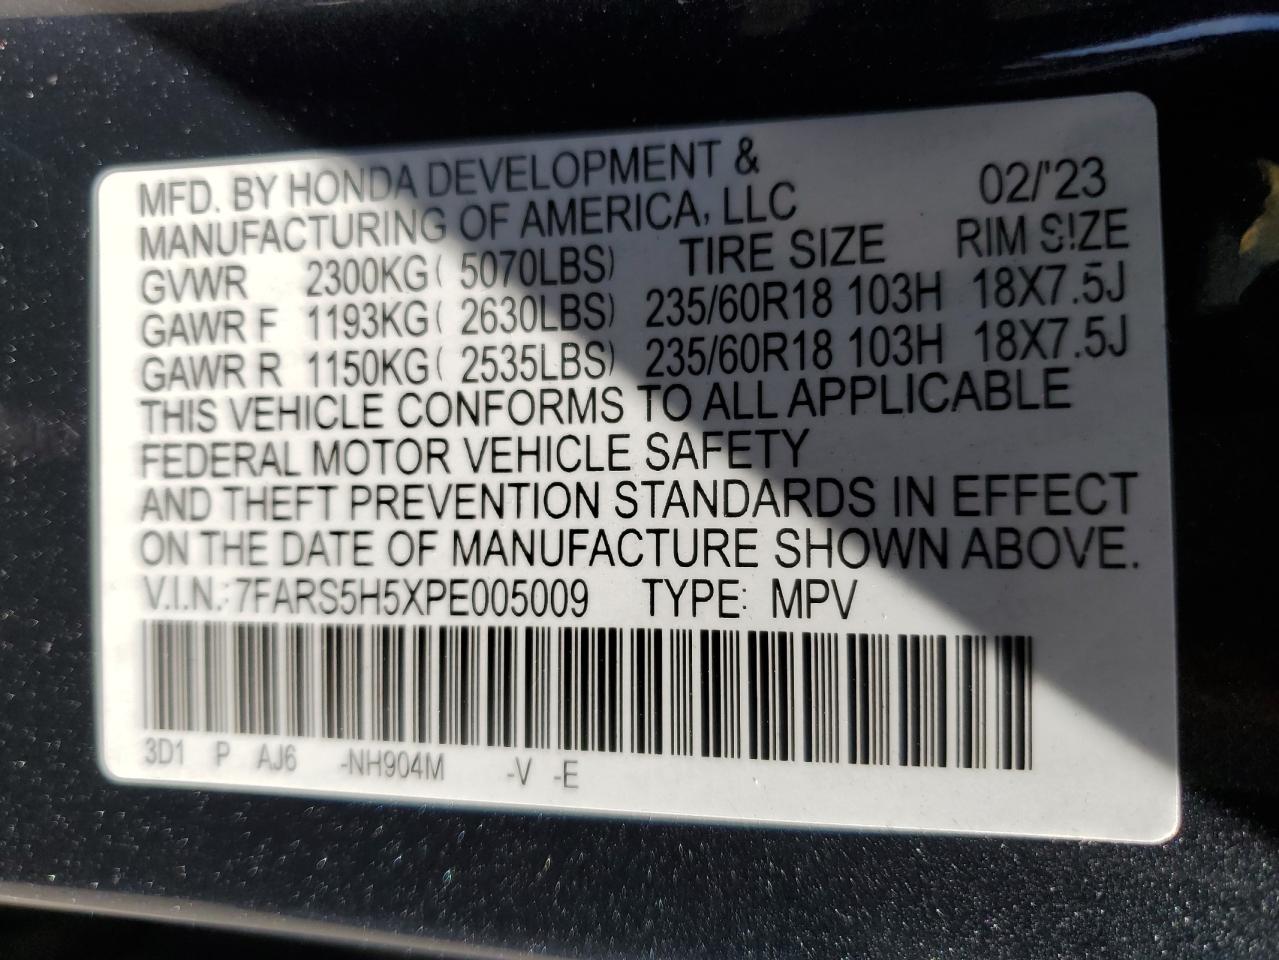 MFD. BY HONDA DEVELOPMENT &
MANUFACTURING OF AMERICA, LLC 02/'23
GVWR 2300KG( 5070LBS) TIRE SIZE RIM SIZE
GAWR F 1193KG( 2630LBS) 235/60R18 103H 18X7.5J
GAWR R 1150KG( 2535LBS) 235/60R18 103H 18X7.5J
THIS VEHICLE CONFORMS TO ALL APPLICABLE
FEDERAL MOTOR VEHICLE SAFETY
AND THEFT PREVENTION STANDARDS IN EFFECT
ON THE DATE OF MANUFACTURE SHOWN ABOVE.
V.I.N.: 7FARS5H5XPE005009 TYPE: MPV
3D1 P AJ6 -NH904M -V -E